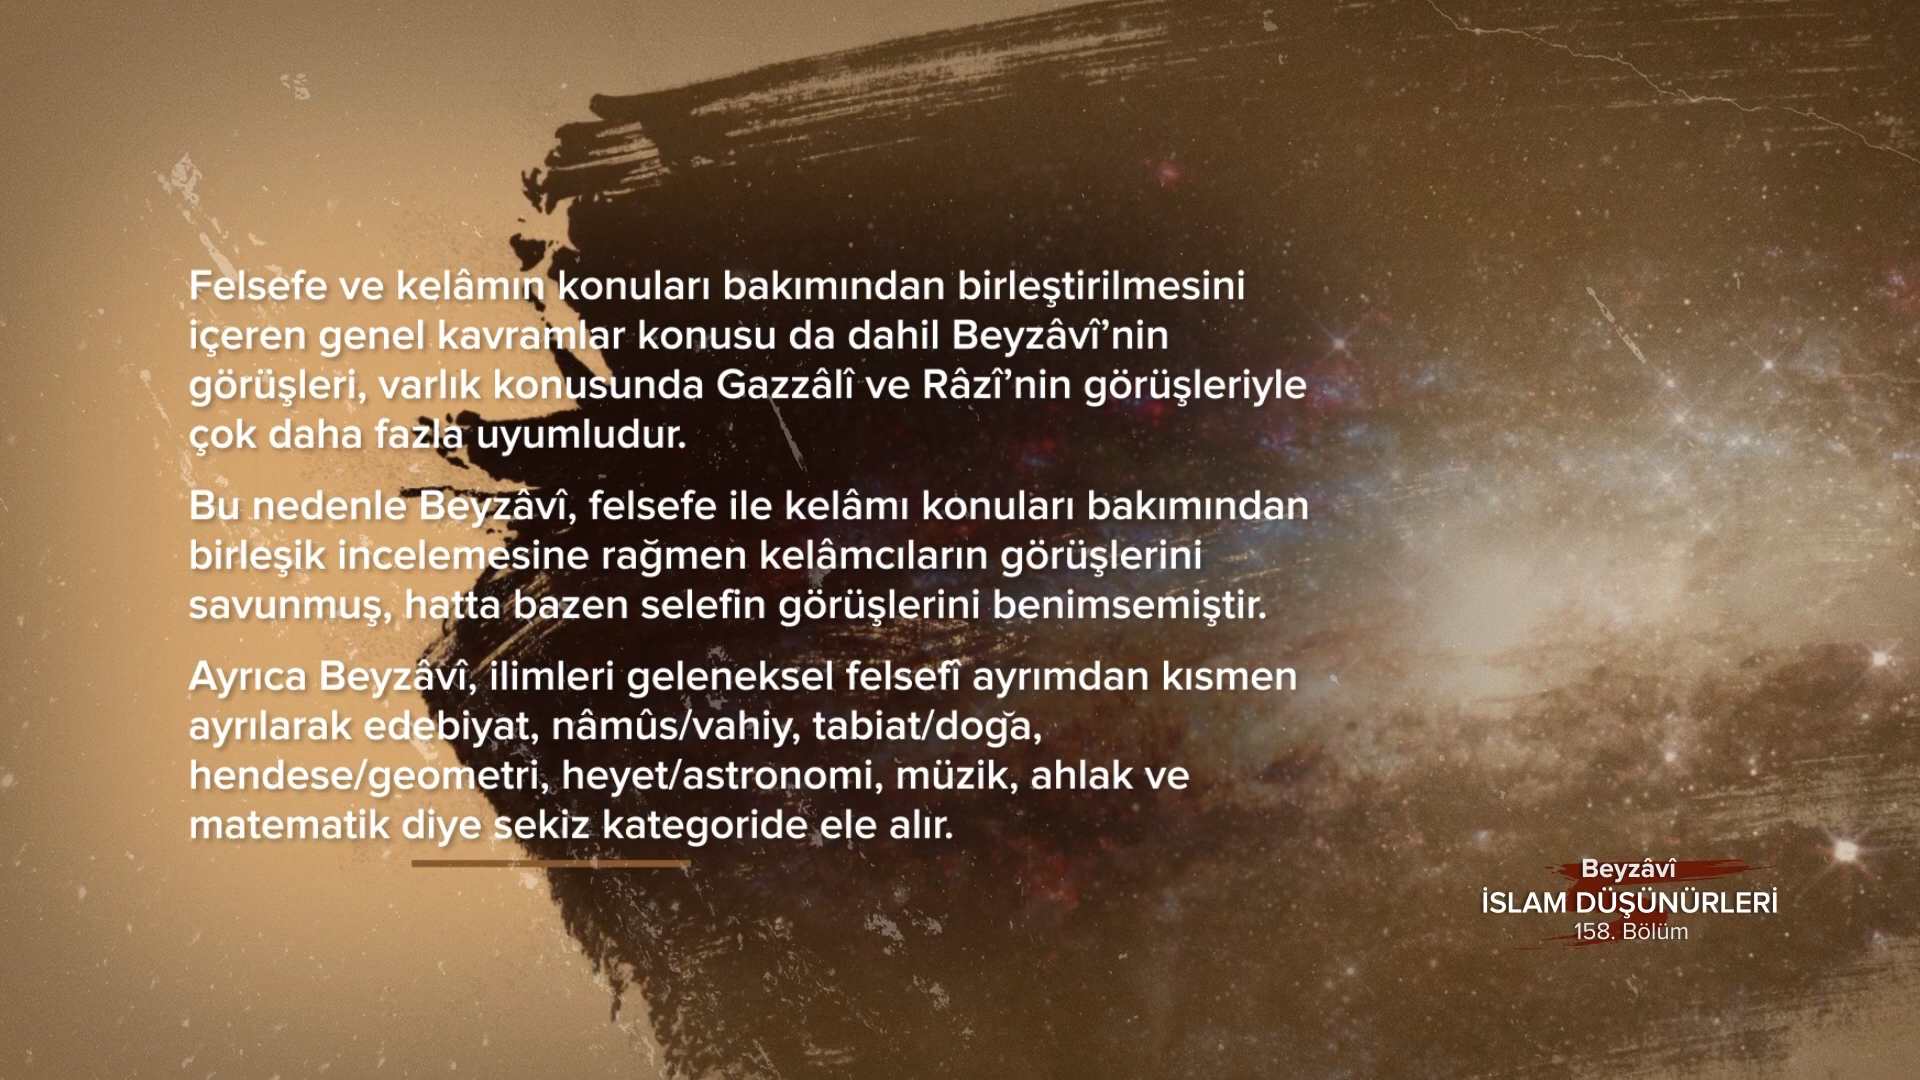 Felsefe ve kelâmın konuları bakımından birleştirilmesini
içeren genel kavramlar konusu da dahil Beyzâvî’nin
görüşleri, varlık konusunda Gazzâlî ve Râzî’nin görüşleriyle
çok daha fazla uyumludur.
Bu nedenle Beyzâvî, felsefe ile kelâmı konuları bakımından
birleşik incelemesine rağmen kelâmcıların görüşlerini
savunmuş, hatta bazen selefin görüşlerini benimsemiştir.
Ayrıca Beyzâvî, ilimleri geleneksel felsefî ayrımdan kısmen
ayrılarak edebiyat, nâmûs/vahiy, tabiat/doğa,
hendese/geometri, heyet/astronomi, müzik, ahlak ve
matematik diye sekiz kategoride ele alır.
Beyzâvî
İSLAM DÜŞÜNÜRLERİ
158. Bölüm